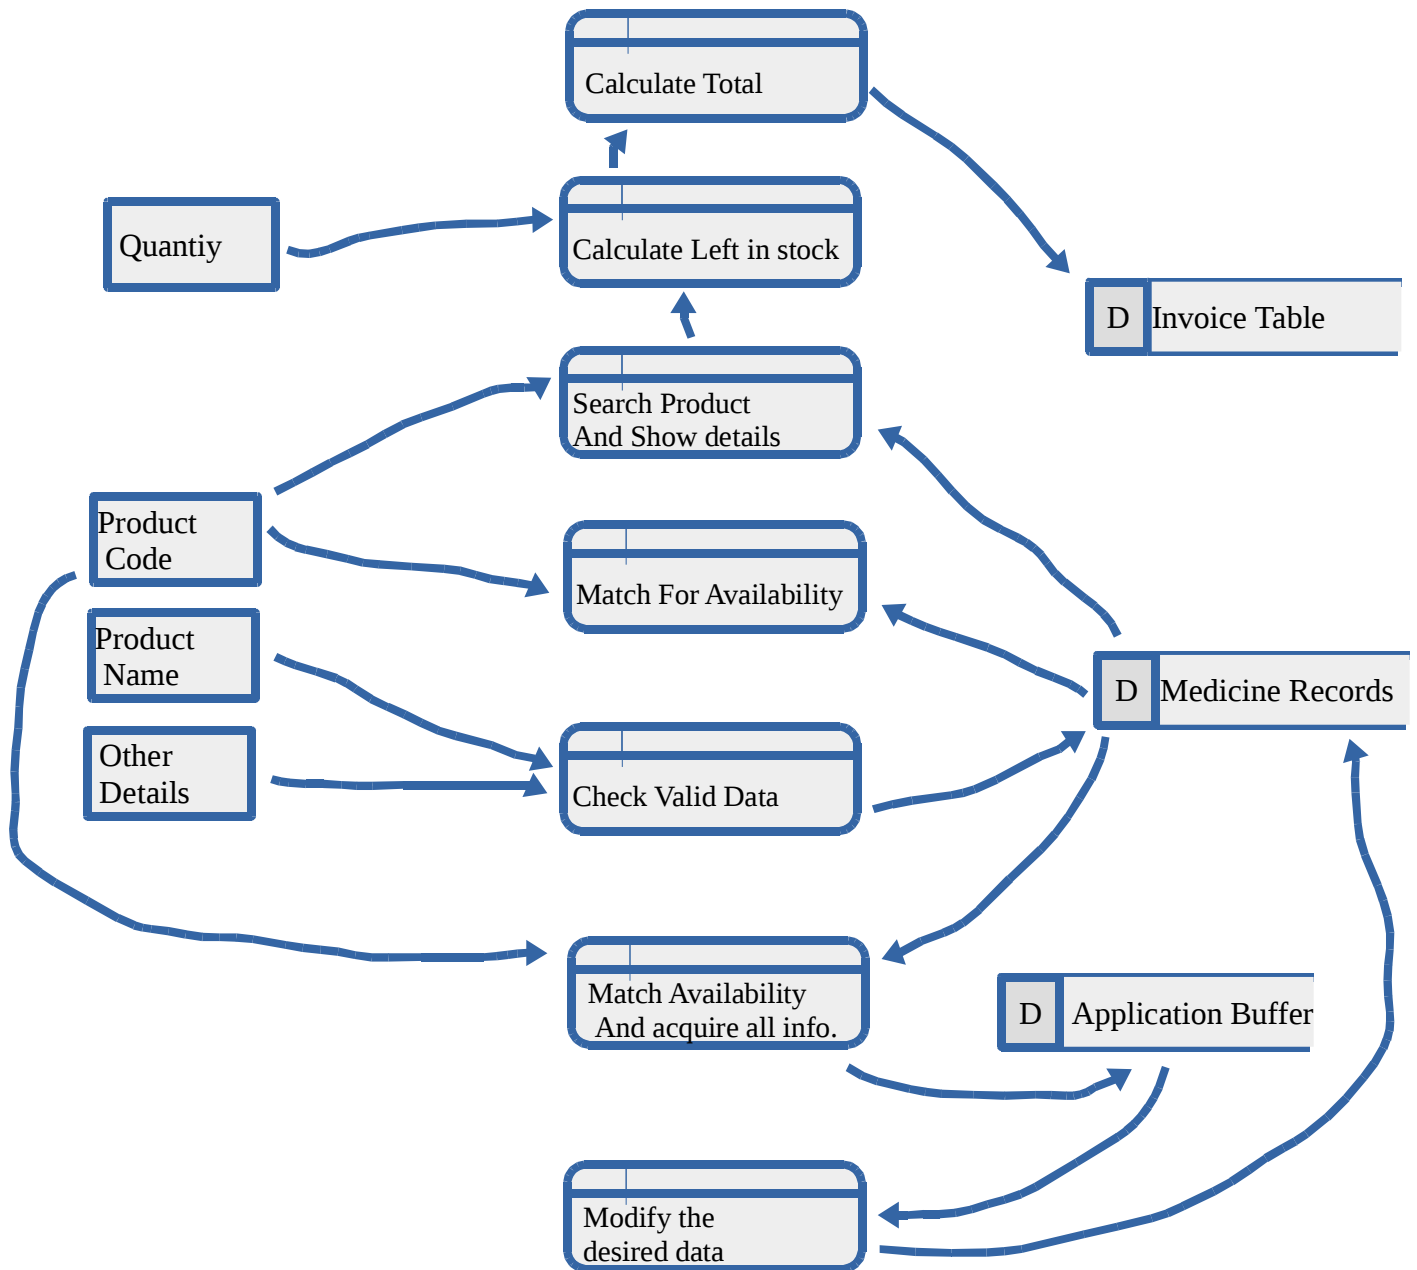 Calculate Total
Quantiy
Calculate Left in stock
D
Invoice Table
Search Product
And Show details
Product
Code
Match For Availability
Product
Name
D
Medicine Records
Other
Details
Check Valid Data
Match Availability
And acquire all info.
D
Application Buffer
Modify the
desired data